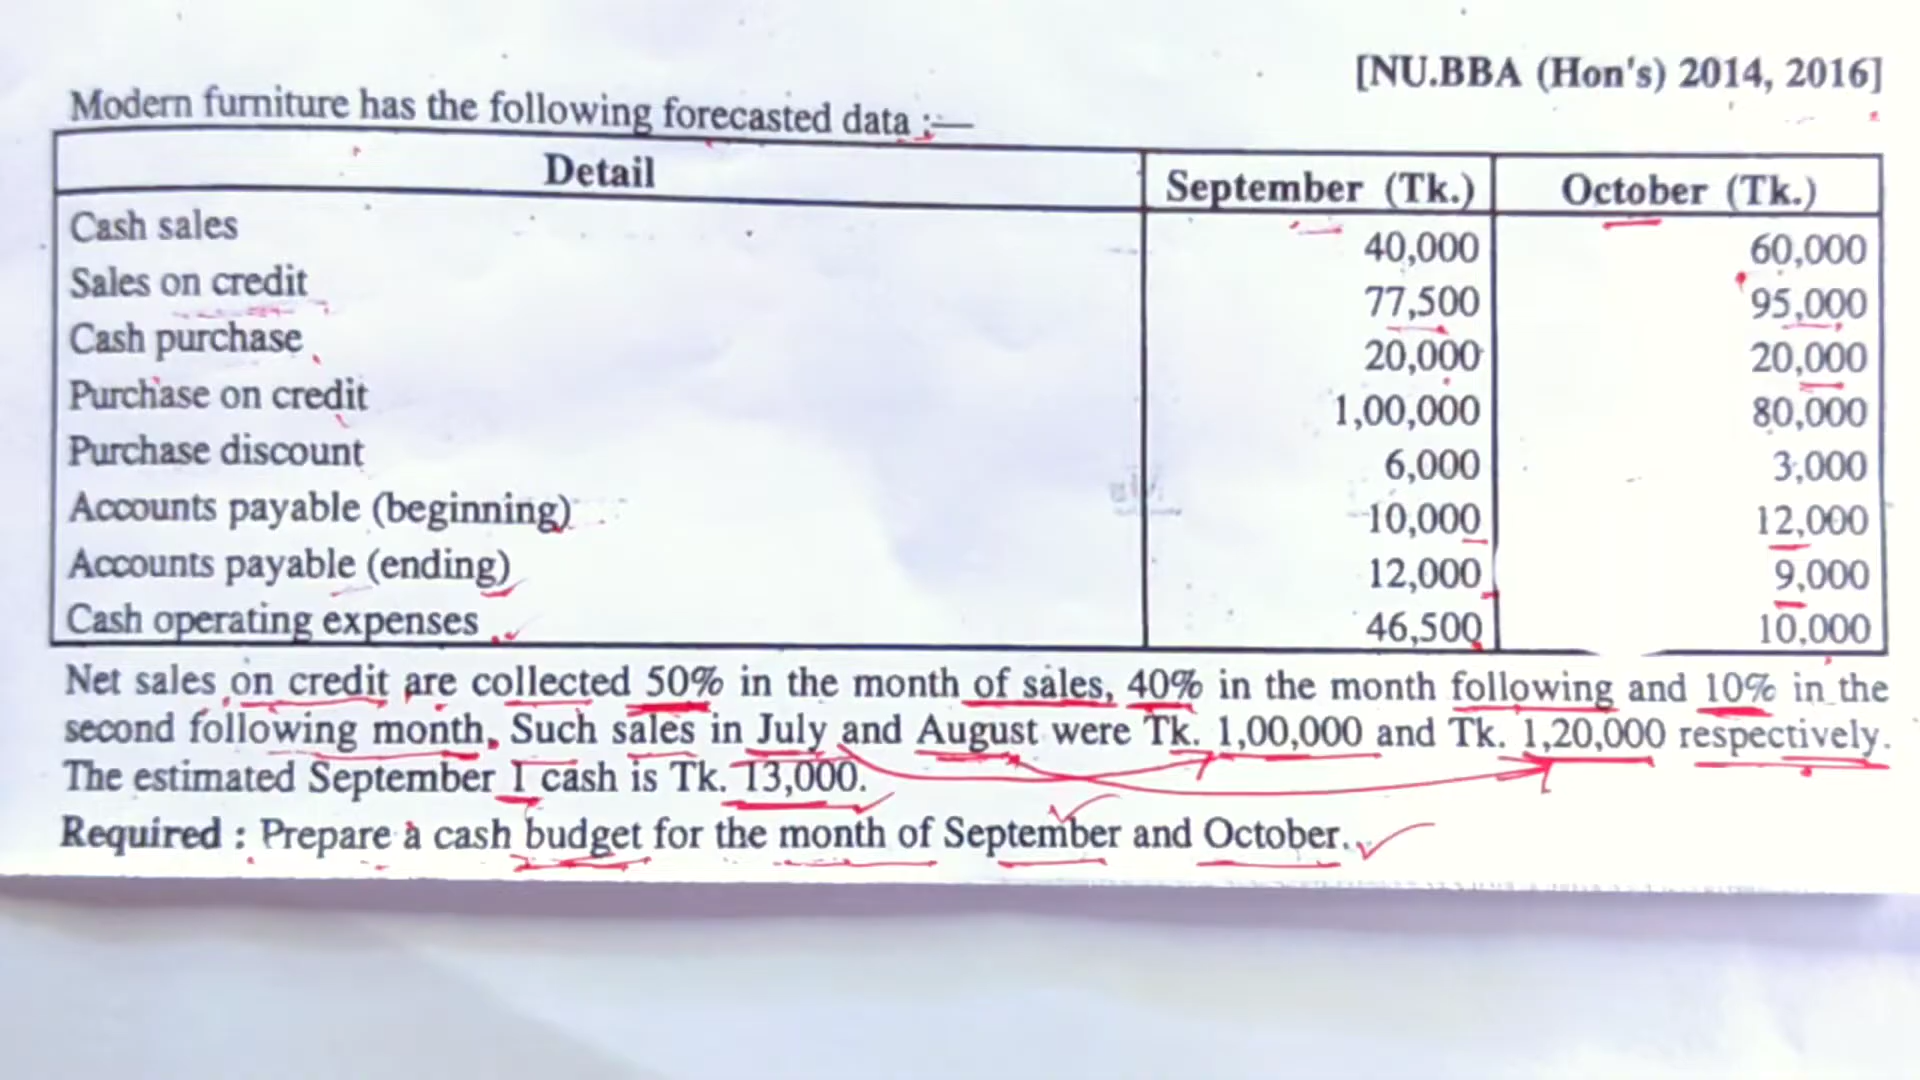 [NU.BBA (Hon's) 2014, 2016]
Modern furniture has the following forecasted data :—
Detail September (Tk.) October (Tk.)
Cash sales 40,000 60,000
Sales on credit 77,500 95,000
Cash purchase 20,000 20,000
Purchase on credit 1,00,000 80,000
Purchase discount 6,000 3,000
Accounts payable (beginning) 10,000 12,000
Accounts payable (ending) 12,000 9,000
Cash operating expenses 46,500 10,000
Net sales on credit are collected 50% in the month of sales, 40% in the month following and 10% in the
second following month. Such sales in July and August were Tk. 1,00,000 and Tk. 1,20,000 respectively.
The estimated September 1 cash is Tk. 13,000.
Required : Prepare a cash budget for the month of September and October.